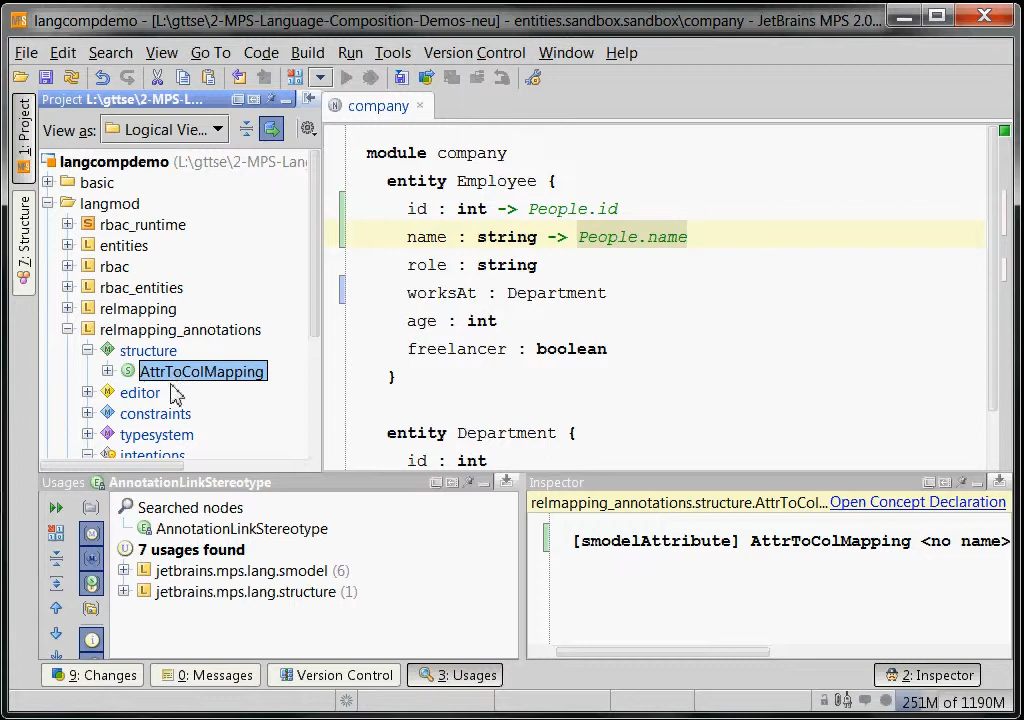 langcompdemo - [L:\gttse\2-MPS-Language-Composition-Demos-neu] - entities.sandbox.sandbox\company - JetBrains MPS 2.0...
File Edit Search View Go To Code Build Run Tools Version Control Window Help
Project L:\gttse\2-MPS-L...
company
1: Project
7: Structure
View as: Logical Vie...
langcompdemo (L:\gttse\2-MPS-Lang
basic
langmod
rbac_runtime
entities
rbac
rbac_entities
relmapping
relmapping_annotations
structure
AttrToColMapping
editor
constraints
typesystem
intentions
module company
entity Employee {
id : int -> People.id
name : string -> People.name
role : string
worksAt : Department
age : int
freelancer : boolean
}
entity Department {
id : int
Usages AnnotationLinkStereotype
Searched nodes
AnnotationLinkStereotype
7 usages found
jetbrains.mps.lang.smodel (6)
jetbrains.mps.lang.structure (1)
Inspector
relmapping_annotations.structure.AttrToCol... Open Concept Declaration
[smodelAttribute] AttrToColMapping <no name>
9: Changes 0: Messages Version Control 3: Usages 2: Inspector
251M of 1190M